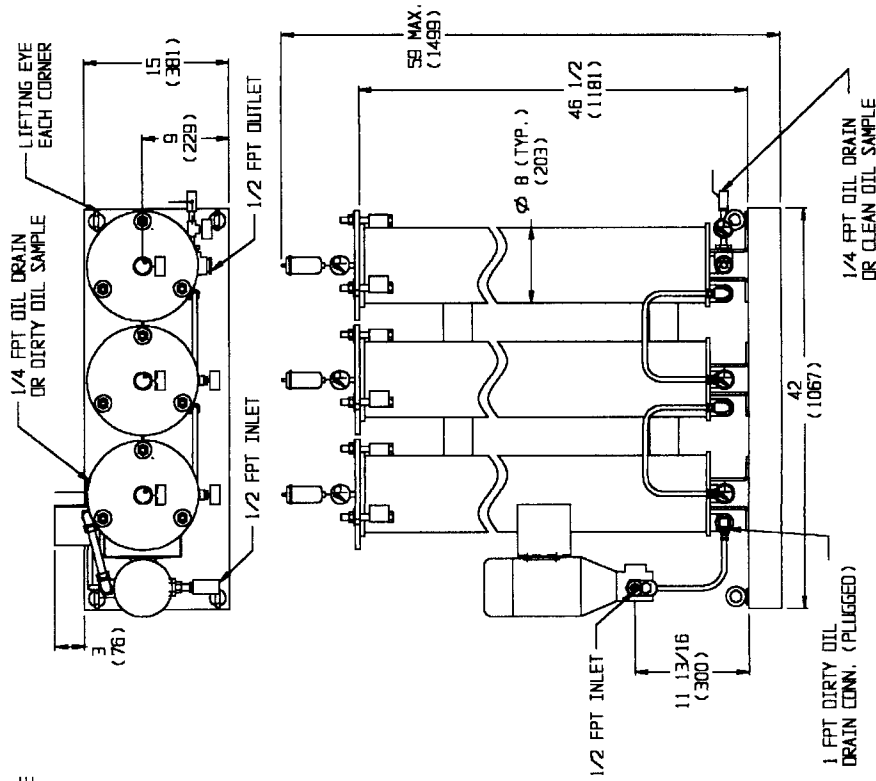 LIFTING EYE
EACH CORNER
1/4 FPT OIL DRAIN
OR DIRTY OIL SAMPLE
15
(381)
9
(229)
1/2 FPT OUTLET
1/2 FPT INLET
3
(76)
59 MAX.
(1499)
46 1/2
(1181)
Ø 8 (TYP.)
(203)
42
(1067)
1/4 FPT OIL DRAIN
OR CLEAN OIL SAMPLE
1/2 FPT INLET
11 13/16
(300)
1 FPT DIRTY OIL
DRAIN CONN. (PLUGGED)